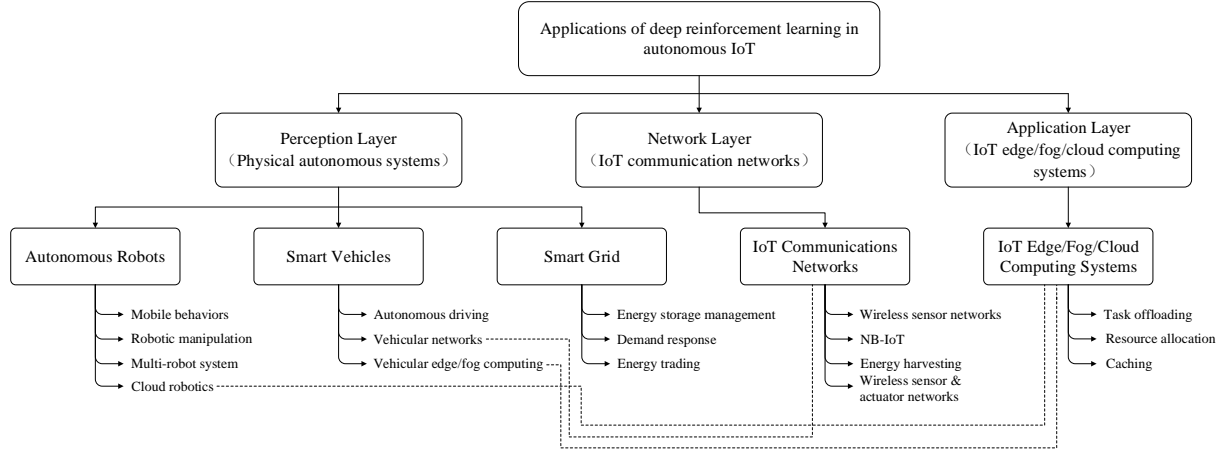 Applications of deep reinforcement learning in
autonomous IoT
Perception Layer
（Physical autonomous systems）
Network Layer
（IoT communication networks）
Application Layer
（IoT edge/fog/cloud computing
systems）
Autonomous Robots
Smart Vehicles
Smart Grid
IoT Communications
Networks
IoT Edge/Fog/Cloud
Computing Systems
Mobile behaviors
Robotic manipulation
Multi-robot system
Cloud robotics
Autonomous driving
Vehicular networks
Vehicular edge/fog computing
Energy storage management
Demand response
Energy trading
Wireless sensor networks
NB-IoT
Energy harvesting
Wireless sensor &
actuator networks
Task offloading
Resource allocation
Caching